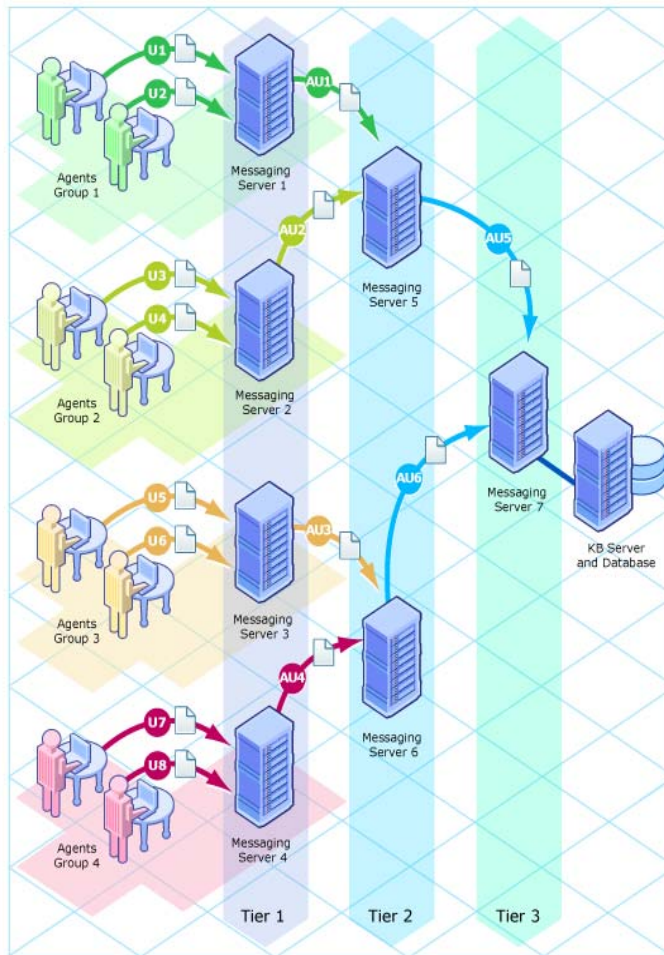 U1
U2
AU1
Agents
Group 1
Messaging
Server 1
AU2
AU5
U3
U4
Messaging
Server 5
Agents
Group 2
Messaging
Server 2
AU6
Messaging
Server 7
U5
U6
AU3
KB Server
and Database
Agents
Group 3
Messaging
Server 3
AU4
U7
U8
Messaging
Server 6
Agents
Group 4
Messaging
Server 4
Tier 1
Tier 2
Tier 3